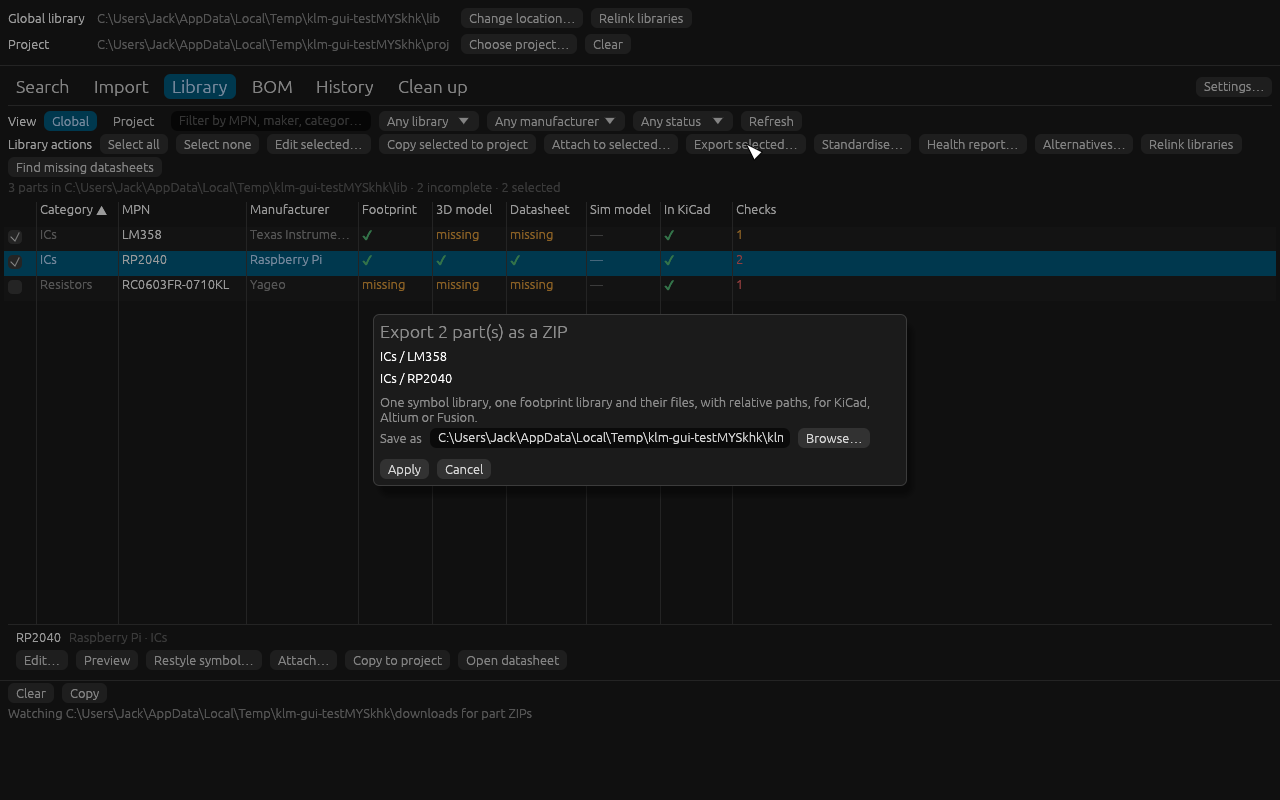 Global library C:\Users\Jack\AppData\Local\Temp\klm-gui-testMYSkhk\lib Change location… Relink libraries
Project C:\Users\Jack\AppData\Local\Temp\klm-gui-testMYSkhk\proj Choose project… Clear
Search Import Library BOM History Clean up Settings…
View Global Project Filter by MPN, maker, categor… Any library Any manufacturer Any status Refresh
Library actions Select all Select none Edit selected… Copy selected to project Attach to selected… Export selected… Standardise… Health report… Alternatives… Relink libraries
Find missing datasheets
3 parts in C:\Users\Jack\AppData\Local\Temp\klm-gui-testMYSkhk\lib · 2 incomplete · 2 selected
Category MPN Manufacturer Footprint 3D model Datasheet Sim model In KiCad Checks
ICs LM358 Texas Instrume… ✓ missing missing — ✓ 1
ICs RP2040 Raspberry Pi ✓ ✓ ✓ — ✓ 2
Resistors RC0603FR-0710KL Yageo missing missing missing — ✓ 1
Export 2 part(s) as a ZIP
ICs / LM358
ICs / RP2040
One symbol library, one footprint library and their files, with relative paths, for KiCad,
Altium or Fusion.
Save as C:\Users\Jack\AppData\Local\Temp\klm-gui-testMYSkhk\kln Browse…
Apply Cancel
RP2040 Raspberry Pi · ICs
Edit… Preview Restyle symbol… Attach… Copy to project Open datasheet
Clear Copy
Watching C:\Users\Jack\AppData\Local\Temp\klm-gui-testMYSkhk\downloads for part ZIPs